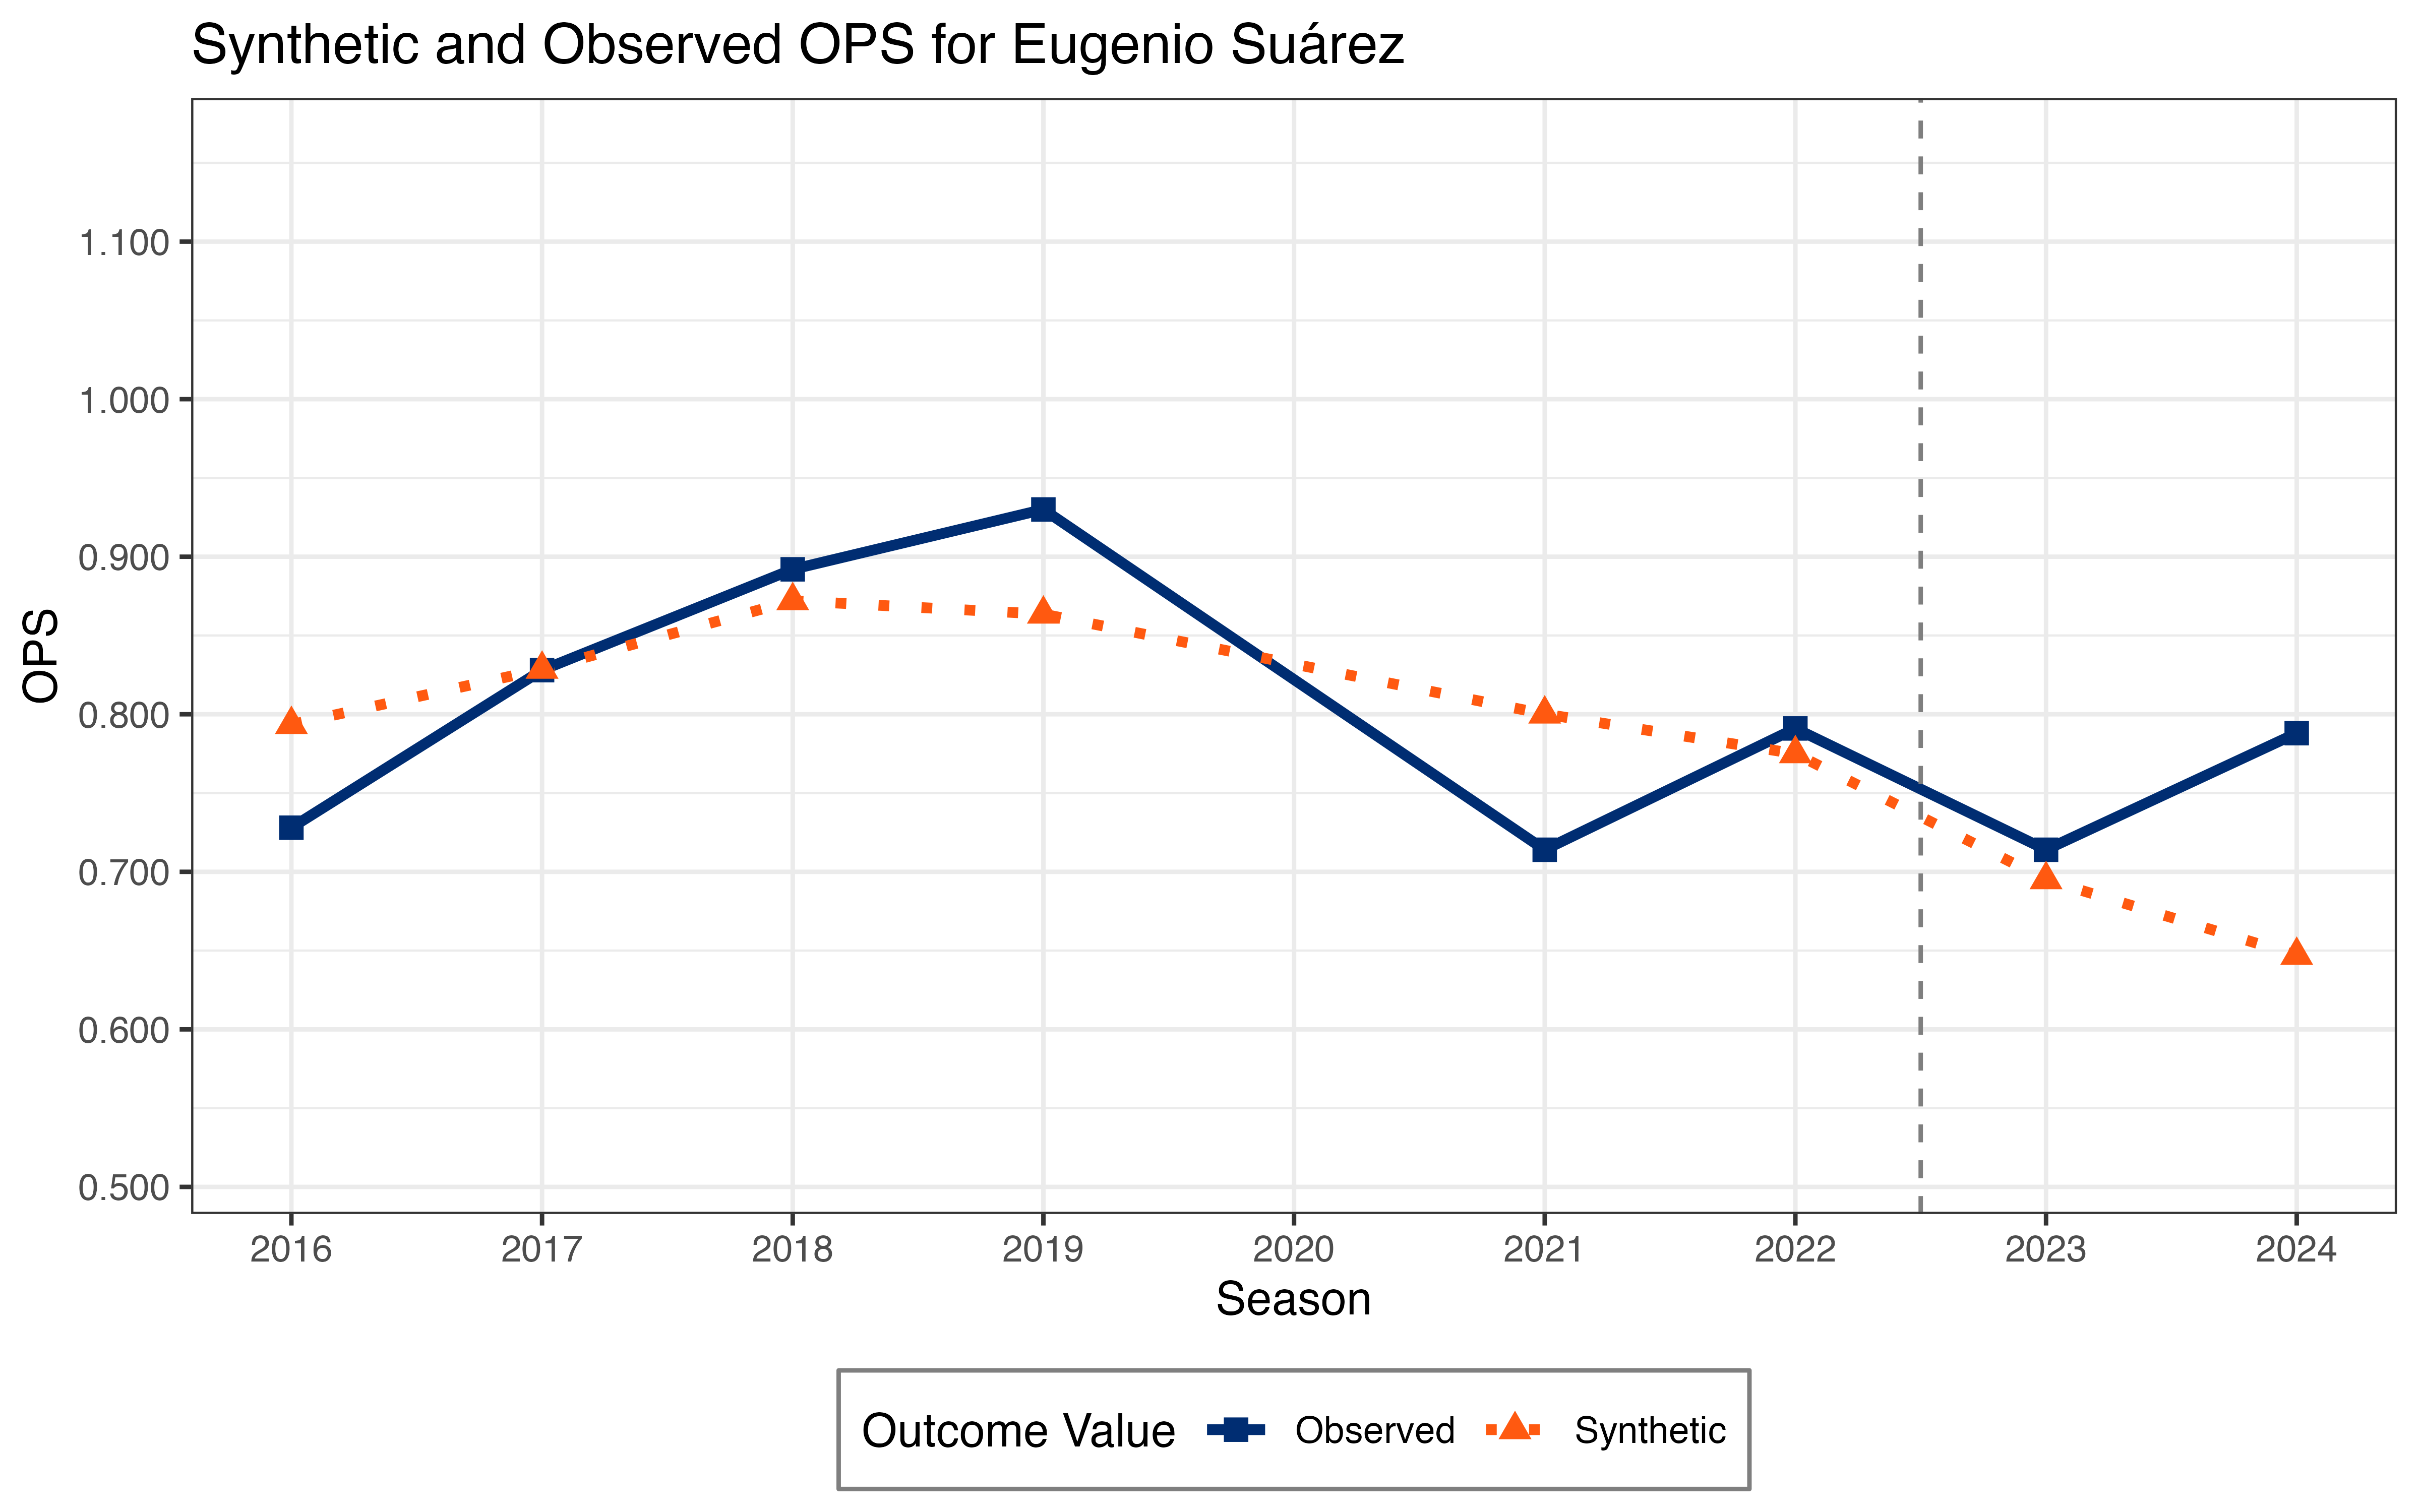 Synthetic and Observed OPS for Eugenio Suárez
OPS
1.100
1.000
0.900
0.800
0.700
0.600
0.500
2016 2017 2018 2019 2020 2021 2022 2023 2024
Season
Outcome Value Observed Synthetic